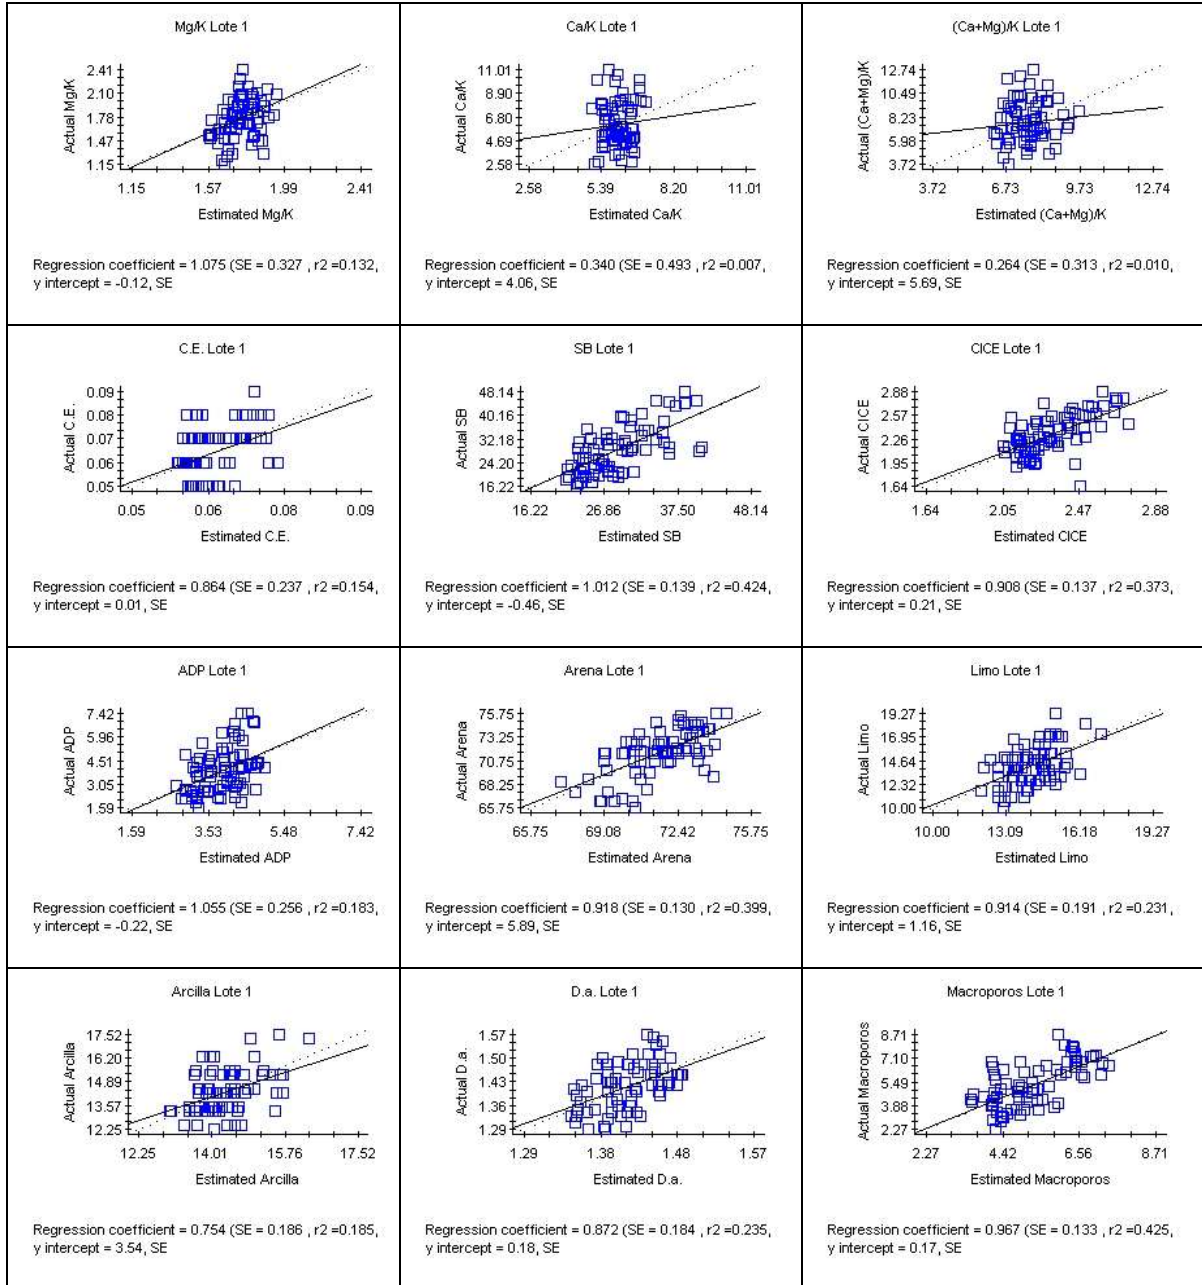 Mg/K Lote 1
Actual Mg/K
2.41
2.10
1.78
1.47
1.15
1.15 1.57 1.99 2.41
Estimated Mg/K
Regression coefficient = 1.075 (SE = 0.327 , r2 =0.132,
y intercept = -0.12, SE
Ca/K Lote 1
Actual Ca/K
11.01
8.90
6.80
4.69
2.58
2.58 5.39 8.20 11.01
Estimated Ca/K
Regression coefficient = 0.340 (SE = 0.493 , r2 =0.007,
y intercept = 4.06, SE
(Ca+Mg)/K Lote 1
Actual (Ca+Mg)/K
12.74
10.49
8.23
5.98
3.72
3.72 6.73 9.73 12.74
Estimated (Ca+Mg)/K
Regression coefficient = 0.264 (SE = 0.313 , r2 =0.010,
y intercept = 5.69, SE
C.E. Lote 1
Actual C.E.
0.09
0.08
0.07
0.06
0.05
0.05 0.06 0.08 0.09
Estimated C.E.
Regression coefficient = 0.864 (SE = 0.237 , r2 =0.154,
y intercept = 0.01, SE
SB Lote 1
Actual SB
48.14
40.16
32.18
24.20
16.22
16.22 26.86 37.50 48.14
Estimated SB
Regression coefficient = 1.012 (SE = 0.139 , r2 =0.424,
y intercept = -0.46, SE
CICE Lote 1
Actual CICE
2.88
2.57
2.26
1.95
1.64
1.64 2.05 2.47 2.88
Estimated CICE
Regression coefficient = 0.908 (SE = 0.137 , r2 =0.373,
y intercept = 0.21, SE
ADP Lote 1
Actual ADP
7.42
5.96
4.51
3.05
1.59
1.59 3.53 5.48 7.42
Estimated ADP
Regression coefficient = 1.055 (SE = 0.256 , r2 =0.183,
y intercept = -0.22, SE
Arena Lote 1
Actual Arena
75.75
73.25
70.75
68.25
65.75
65.75 69.08 72.42 75.75
Estimated Arena
Regression coefficient = 0.918 (SE = 0.130 , r2 =0.399,
y intercept = 5.89, SE
Limo Lote 1
Actual Limo
19.27
16.95
14.64
12.32
10.00
10.00 13.09 16.18 19.27
Estimated Limo
Regression coefficient = 0.914 (SE = 0.191 , r2 =0.231,
y intercept = 1.16, SE
Arcilla Lote 1
Actual Arcilla
17.52
16.20
14.89
13.57
12.25
12.25 14.01 15.76 17.52
Estimated Arcilla
Regression coefficient = 0.754 (SE = 0.186 , r2 =0.185,
y intercept = 3.54, SE
D.a. Lote 1
Actual D.a.
1.57
1.50
1.43
1.36
1.29
1.29 1.38 1.48 1.57
Estimated D.a.
Regression coefficient = 0.872 (SE = 0.184 , r2 =0.235,
y intercept = 0.18, SE
Macroporos Lote 1
Actual Macroporos
8.71
7.10
5.49
3.88
2.27
2.27 4.42 6.56 8.71
Estimated Macroporos
Regression coefficient = 0.967 (SE = 0.133 , r2 =0.425,
y intercept = 0.17, SE